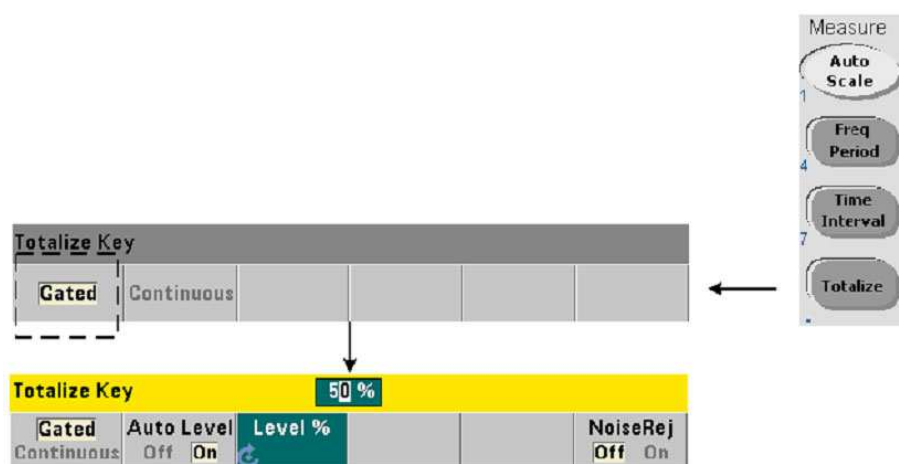 Measure
Auto
Scale
1
Freq
Period
4
Time
Interval
7
Totalize
.
Totalize Key
Gated
Continuous
Totalize Key
50 %
Gated
Continuous
Auto Level
Off On
Level %
NoiseRej
Off On